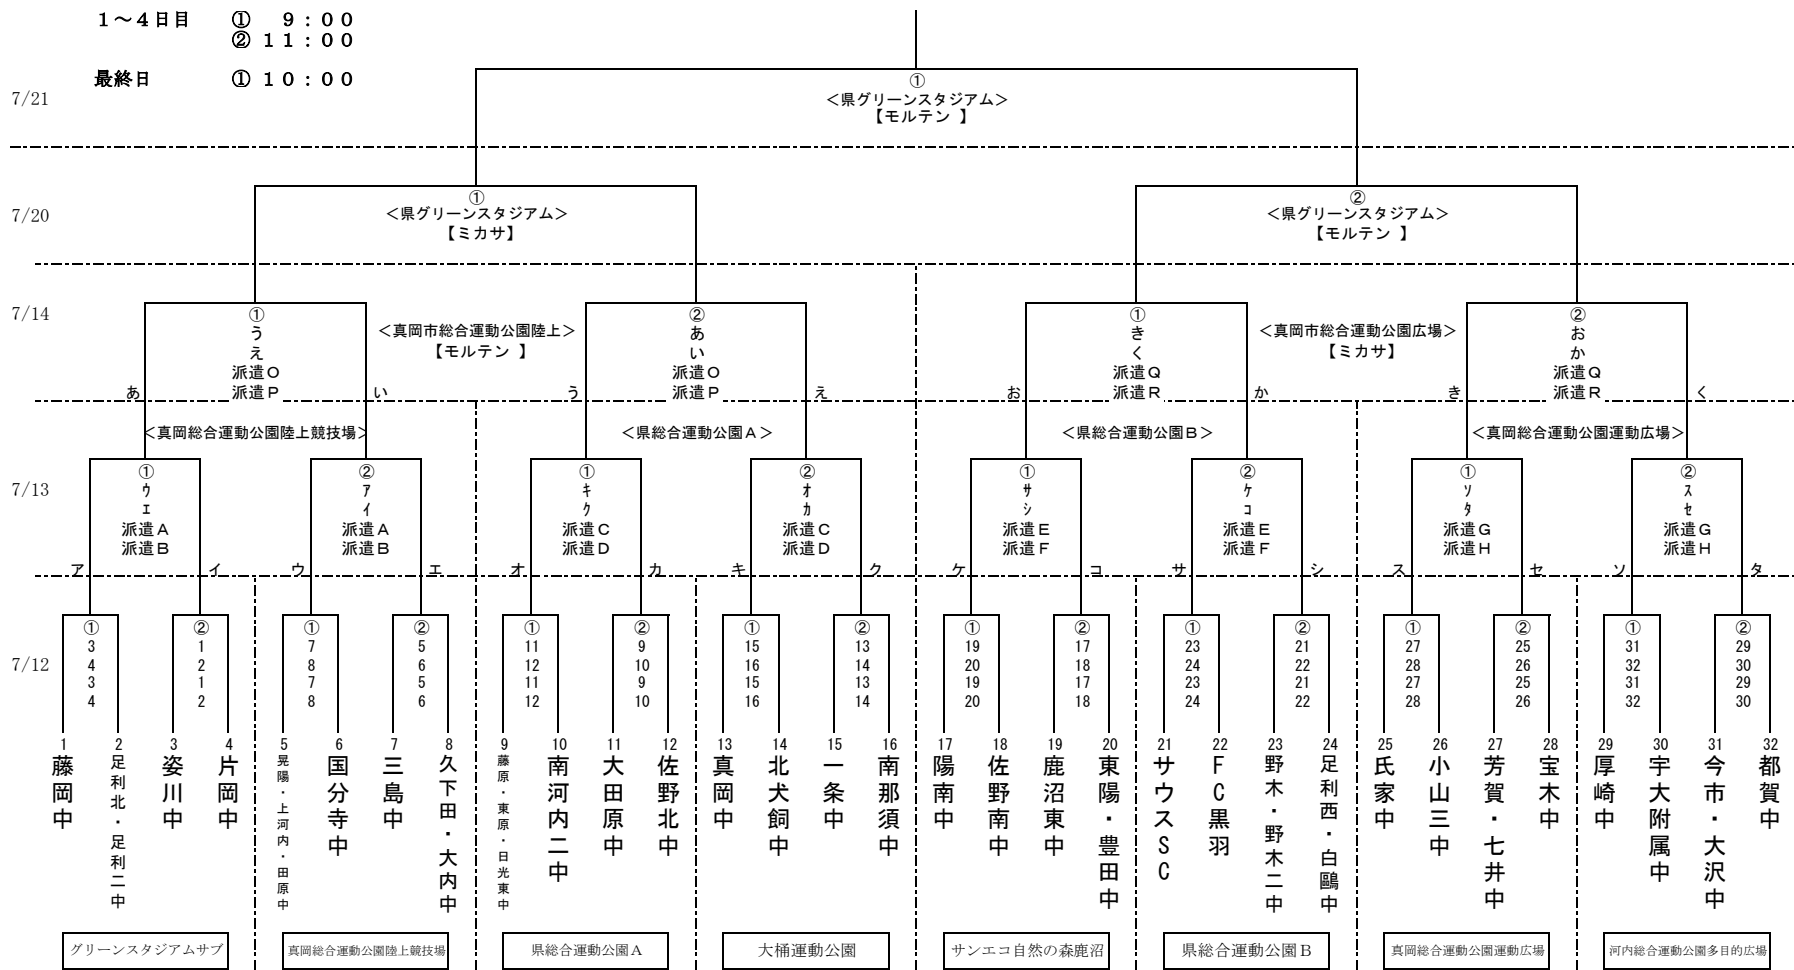 １～４日目　① ９：００
② １１：００
最終日　① １０：００
7/21
①
＜県グリーンスタジアム＞
【モルテン 】
7/20
①
＜県グリーンスタジアム＞
【ミカサ】
②
＜県グリーンスタジアム＞
【モルテン 】
7/14
①
う
え
派遣Ｏ
派遣Ｐ
＜真岡市総合運動公園陸上＞
【モルテン 】
②
あ
い
派遣Ｏ
派遣Ｐ
①
き
く
派遣Ｑ
派遣Ｒ
＜真岡市総合運動公園広場＞
【ミカサ】
②
お
か
派遣Ｑ
派遣Ｒ
あ い う え お か き く
＜真岡総合運動公園陸上競技場＞
＜県総合運動公園Ａ＞
＜県総合運動公園Ｂ＞
＜真岡総合運動公園運動広場＞
7/13
①
ｳ
ｴ
派遣Ａ
派遣Ｂ
②
ｱ
ｲ
派遣Ａ
派遣Ｂ
①
ｷ
ｸ
派遣Ｃ
派遣Ｄ
②
ｵ
ｶ
派遣Ｃ
派遣Ｄ
①
ｻ
ｼ
派遣Ｅ
派遣Ｆ
②
ｹ
ｺ
派遣Ｅ
派遣Ｆ
①
ｿ
ﾀ
派遣Ｇ
派遣Ｈ
②
ｽ
ｾ
派遣Ｇ
派遣Ｈ
ア イ ウ エ オ カ キ ク ケ コ サ シ ス セ ソ タ
7/12
①
3
4
3
4
②
1
2
1
2
①
7
8
7
8
②
5
6
5
6
①
11
12
11
12
②
9
10
9
10
①
15
16
15
16
②
13
14
13
14
①
19
20
19
20
②
17
18
17
18
①
23
24
23
24
②
21
22
21
22
①
27
28
27
28
②
25
26
25
26
①
31
32
31
32
②
29
30
29
30
1
藤岡中
2
足利北・足利二中
3
姿川中
4
片岡中
5
晃陽・上河内・田原中
6
国分寺中
7
三島中
8
久下田・大内中
9
藤原・東原・日光東中
10
南河内二中
11
大田原中
12
佐野北中
13
真岡中
14
北犬飼中
15
一条中
16
南那須中
17
陽南中
18
佐野南中
19
鹿沼東中
20
東陽・豊田中
21
サウスSC
22
ＦＣ黒羽
23
野木・野木二中
24
足利西・白鷗中
25
氏家中
26
小山三中
27
芳賀・七井中
28
宝木中
29
厚崎中
30
宇大附属中
31
今市・大沢中
32
都賀中
グリーンスタジアムサブ
真岡総合運動公園陸上競技場
県総合運動公園Ａ
大桶運動公園
サンエコ自然の森鹿沼
県総合運動公園Ｂ
真岡総合運動公園運動広場
河内総合運動公園多目的広場